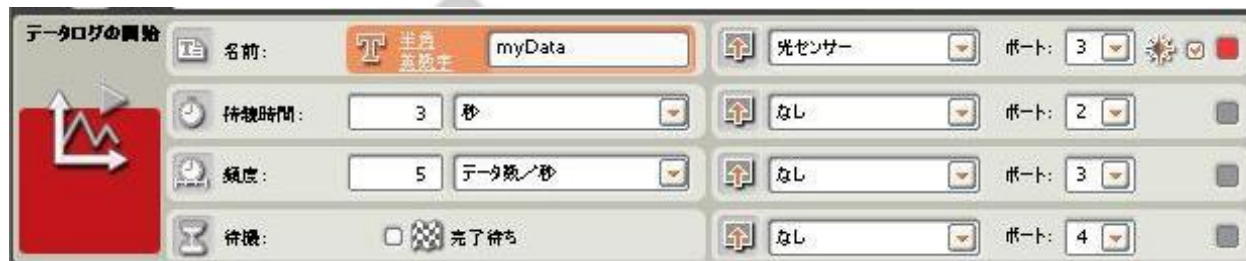 データログの開始
名前: 半角英数字 myData 光センサー ポート: 3
待続時間: 3 秒 なし ポート: 2
頻度: 5 データ数/秒 なし ポート: 3
待機: 完了待ち なし ポート: 4